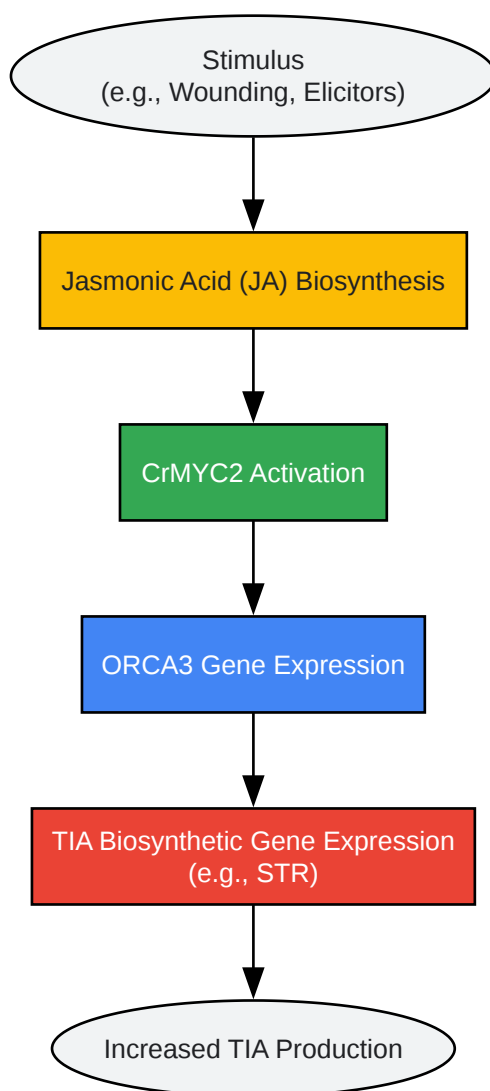 Stimulus
(e.g., Wounding, Elicitors)
Jasmonic Acid (JA) Biosynthesis
CrMYC2 Activation
ORCA3 Gene Expression
TIA Biosynthetic Gene Expression
(e.g., STR)
Increased TIA Production